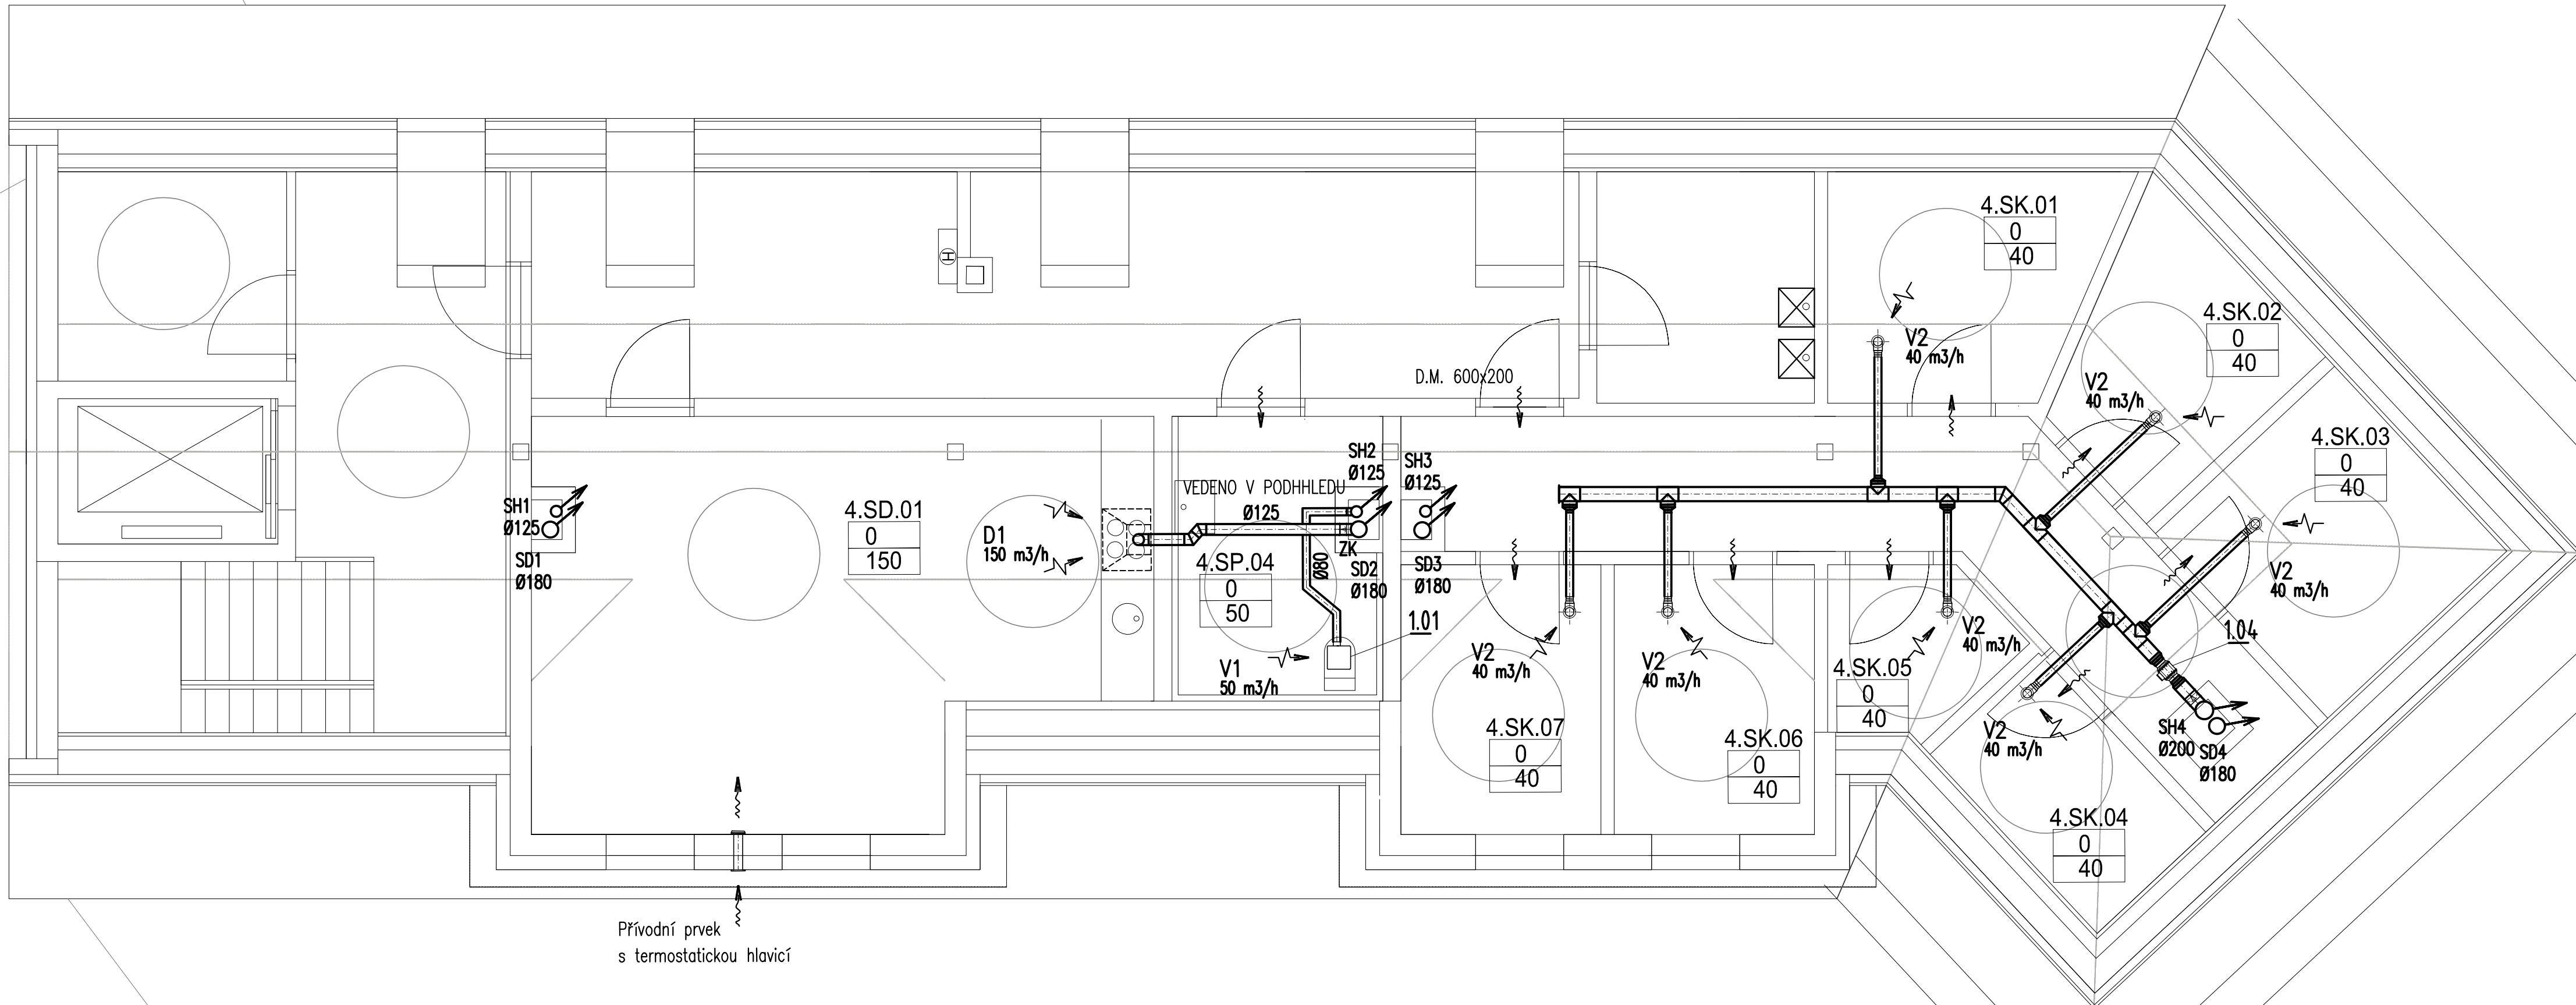 4.SK.01
0
40
4.SK.02
0
40
V2
40 m3/h
D.M. 600x200
V2
40 m3/h
4.SK.03
0
40
SH2
Ø125
SH3
Ø125
VEDENO V PODHHLEDU
Ø125
SH1
Ø125
4.SD.01
0
150
D1
150 m3/h
ZK
SD1
Ø180
4.SP.04
0
50
Ø80
SD2
Ø180
SD3
Ø180
V2
40 m3/h
1.01
V1
50 m3/h
V2
40 m3/h
V2
40 m3/h
V2
40 m3/h
4.SK.05
0
40
1.04
4.SK.07
0
40
4.SK.06
0
40
V2
40 m3/h
SH4
Ø200
SD4
Ø180
4.SK.04
0
40
H
Přívodní prvek
s termostatickou hlavicí